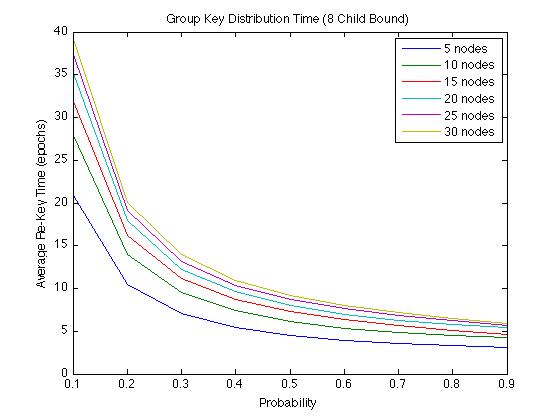 Group Key Distribution Time (8 Child Bound)
40
35
30
25
20
15
10
5
0
Average Re-Key Time (epochs)
5 nodes
10 nodes
15 nodes
20 nodes
25 nodes
30 nodes
0.1 0.2 0.3 0.4 0.5 0.6 0.7 0.8 0.9
Probability